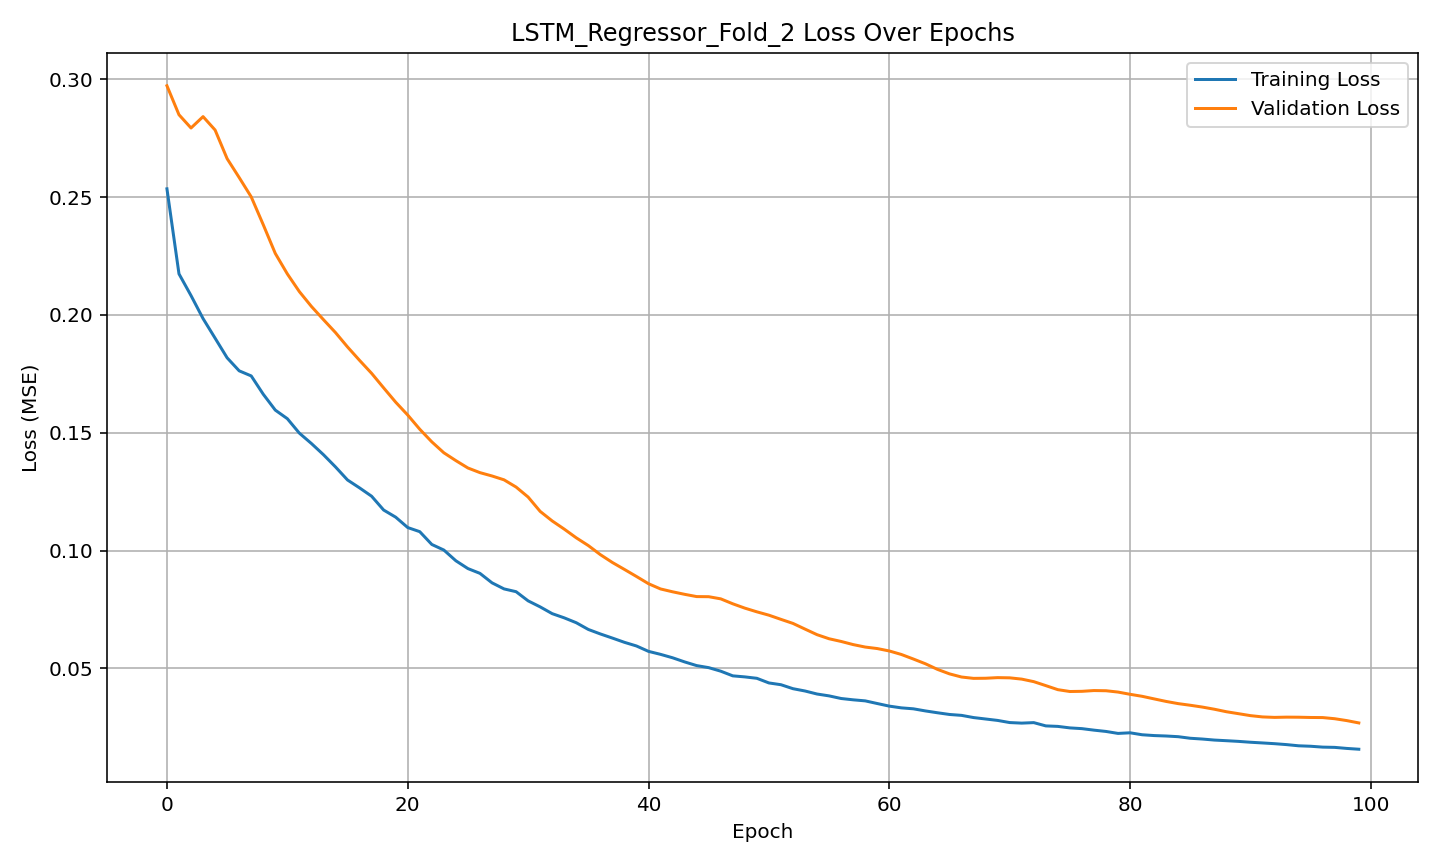 LSTM_Regressor_Fold_2 Loss Over Epochs
Training Loss
Validation Loss
Loss (MSE)
0.30
0.25
0.20
0.15
0.10
0.05
0 20 40 60 80 100
Epoch